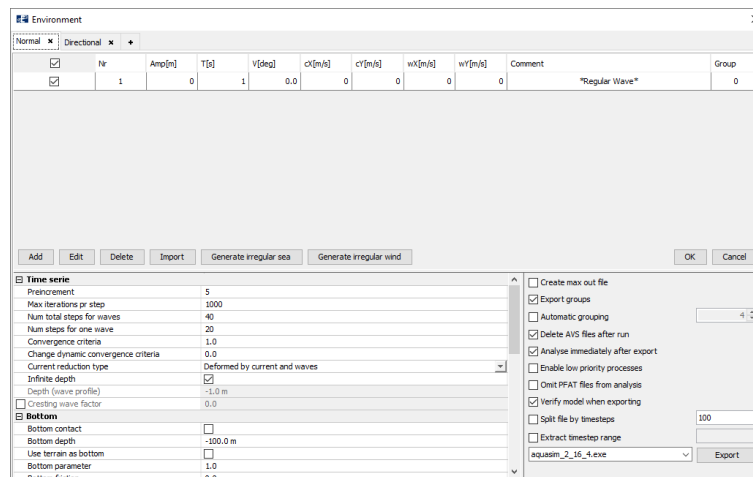 Environment
Normal Directional +
Nr Amp[m] T[s] V[deg] cX[m/s] cY[m/s] wX[m/s] wY[m/s] Comment Group
1 0 1 0.0 0 0 0 0 *Regular Wave* 0
Add Edit Delete Import Generate irregular sea Generate irregular wind OK Cancel
Time serie
Preincrement 5
Max iterations pr step 1000
Num total steps for waves 40
Num steps for one wave 20
Convergence criteria 1.0
Change dynamic convergence criteria 0.0
Current reduction type Deformed by current and waves
Infinite depth
Depth (wave profile) -1.0 m
Cresting wave factor 0.0
Bottom
Bottom contact
Bottom depth -100.0 m
Use terrain as bottom
Bottom parameter 1.0
Create max out file
Export groups
Automatic grouping 4
Delete AVS files after run
Analyse immediately after export
Enable low priority processes
Omit PFAT files from analysis
Verify model when exporting
Split file by timesteps 100
Extract timestep range
aquasim_2_16_4.exe Export